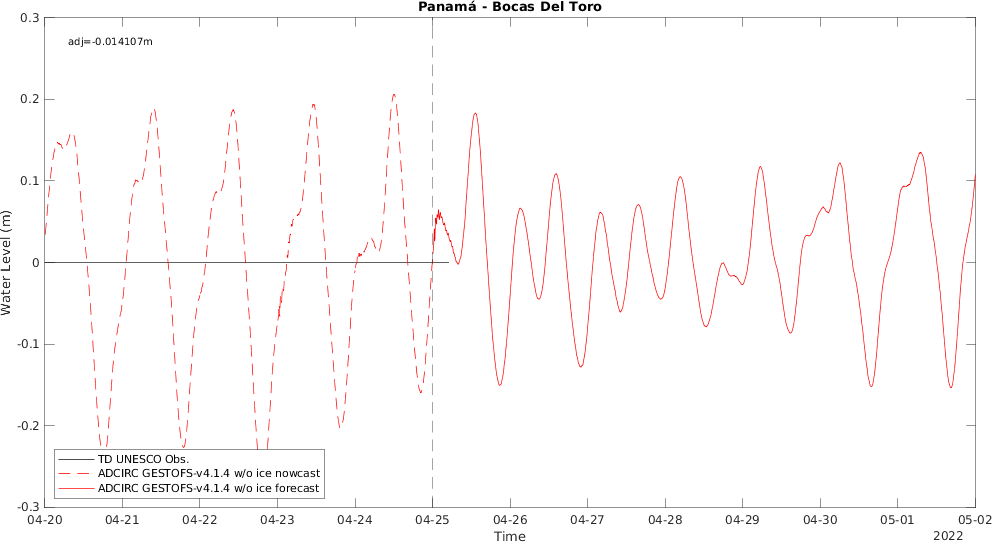 Panamá - Bocas Del Toro
adj=-0.014107m
0.3
0.2
0.1
0
-0.1
-0.2
-0.3
Water Level (m)
TD UNESCO Obs.
ADCIRC GESTOFS-v4.1.4 w/o ice nowcast
ADCIRC GESTOFS-v4.1.4 w/o ice forecast
04-20 04-21 04-22 04-23 04-24 04-25 04-26 04-27 04-28 04-29 04-30 05-01 05-02
Time
2022